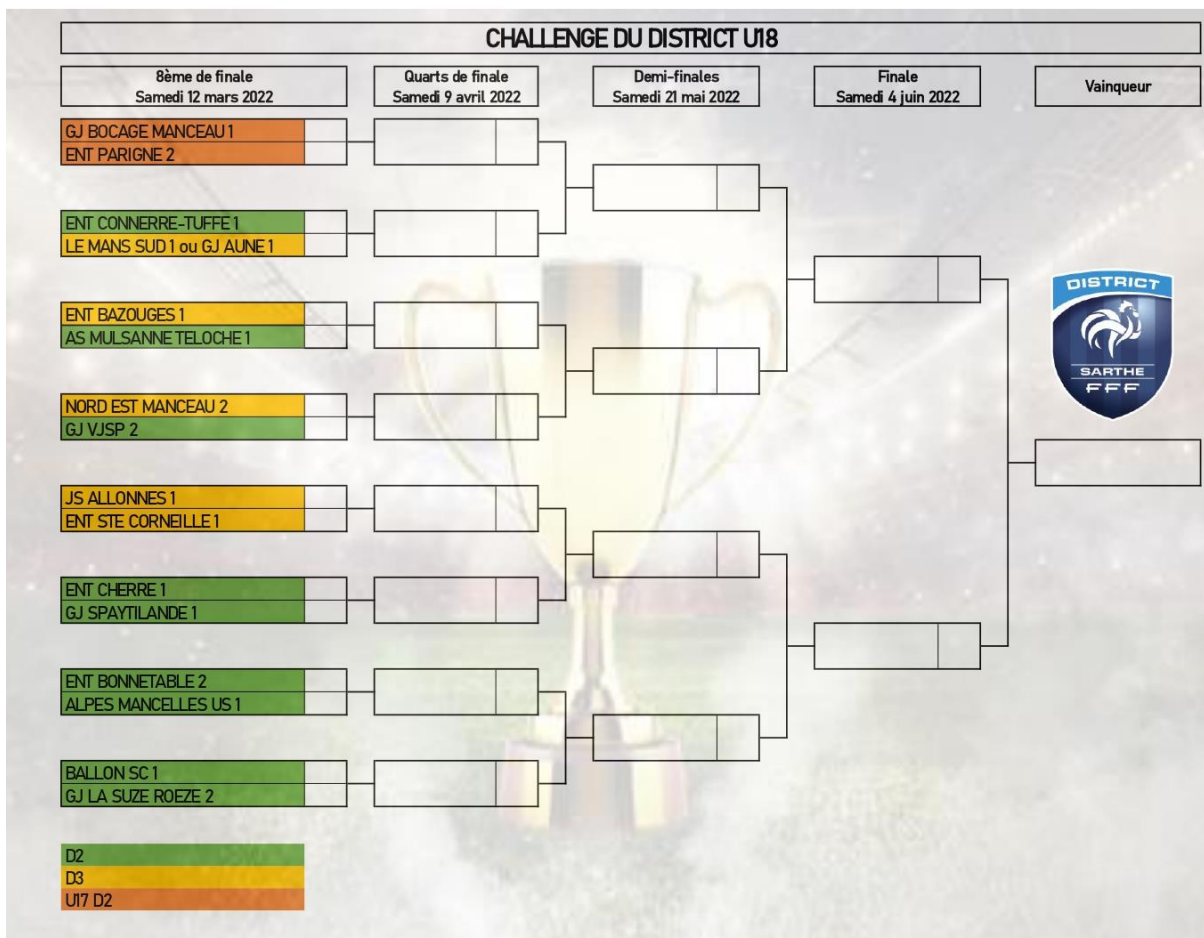 CHALLENGE DU DISTRICT U18
8ème de finale
Samedi 12 mars 2022
Quarts de finale
Samedi 9 avril 2022
Demi-finales
Samedi 21 mai 2022
Finale
Samedi 4 juin 2022
Vainqueur
GJ BOCAGE MANCEAU 1
ENT PARIGNE 2
ENT CONNERRE-TUFFE 1
LE MANS SUD 1 ou GJ AUNE 1
ENT BAZOUGES 1
AS MULSANNE TELOCHE 1
NORD EST MANCEAU 2
GJ VJSP 2
JS ALLONNES 1
ENT STE CORNEILLE 1
ENT CHERRE 1
GJ SPAYTILANDE 1
ENT BONNETABLE 2
ALPES MANCELLES US 1
BALLON SC 1
GJ LA SUZE ROEZE 2
DISTRICT
SARTHE
FFF
D2
D3
U17 D2